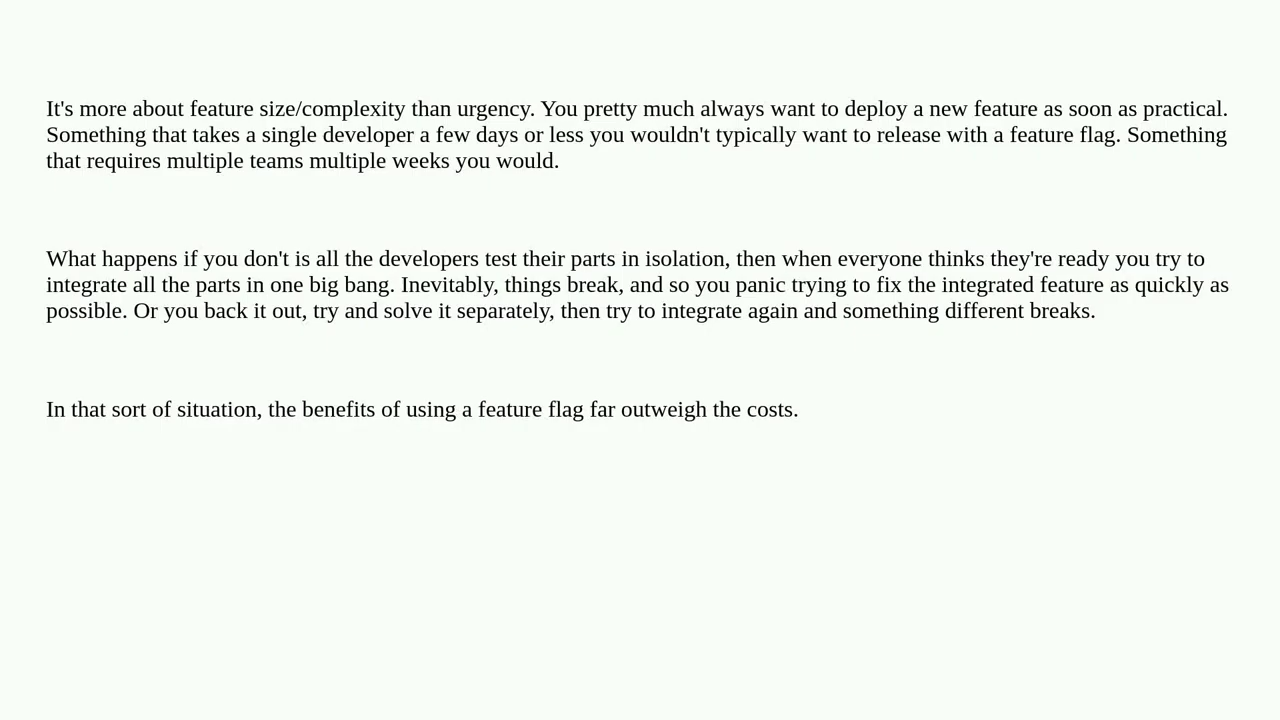 It's more about feature size/complexity than urgency. You pretty much always want to deploy a new feature as soon as practical.
Something that takes a single developer a few days or less you wouldn't typically want to release with a feature flag. Something
that requires multiple teams multiple weeks you would.
What happens if you don't is all the developers test their parts in isolation, then when everyone thinks they're ready you try to
integrate all the parts in one big bang. Inevitably, things break, and so you panic trying to fix the integrated feature as quickly as
possible. Or you back it out, try and solve it separately, then try to integrate again and something different breaks.
In that sort of situation, the benefits of using a feature flag far outweigh the costs.